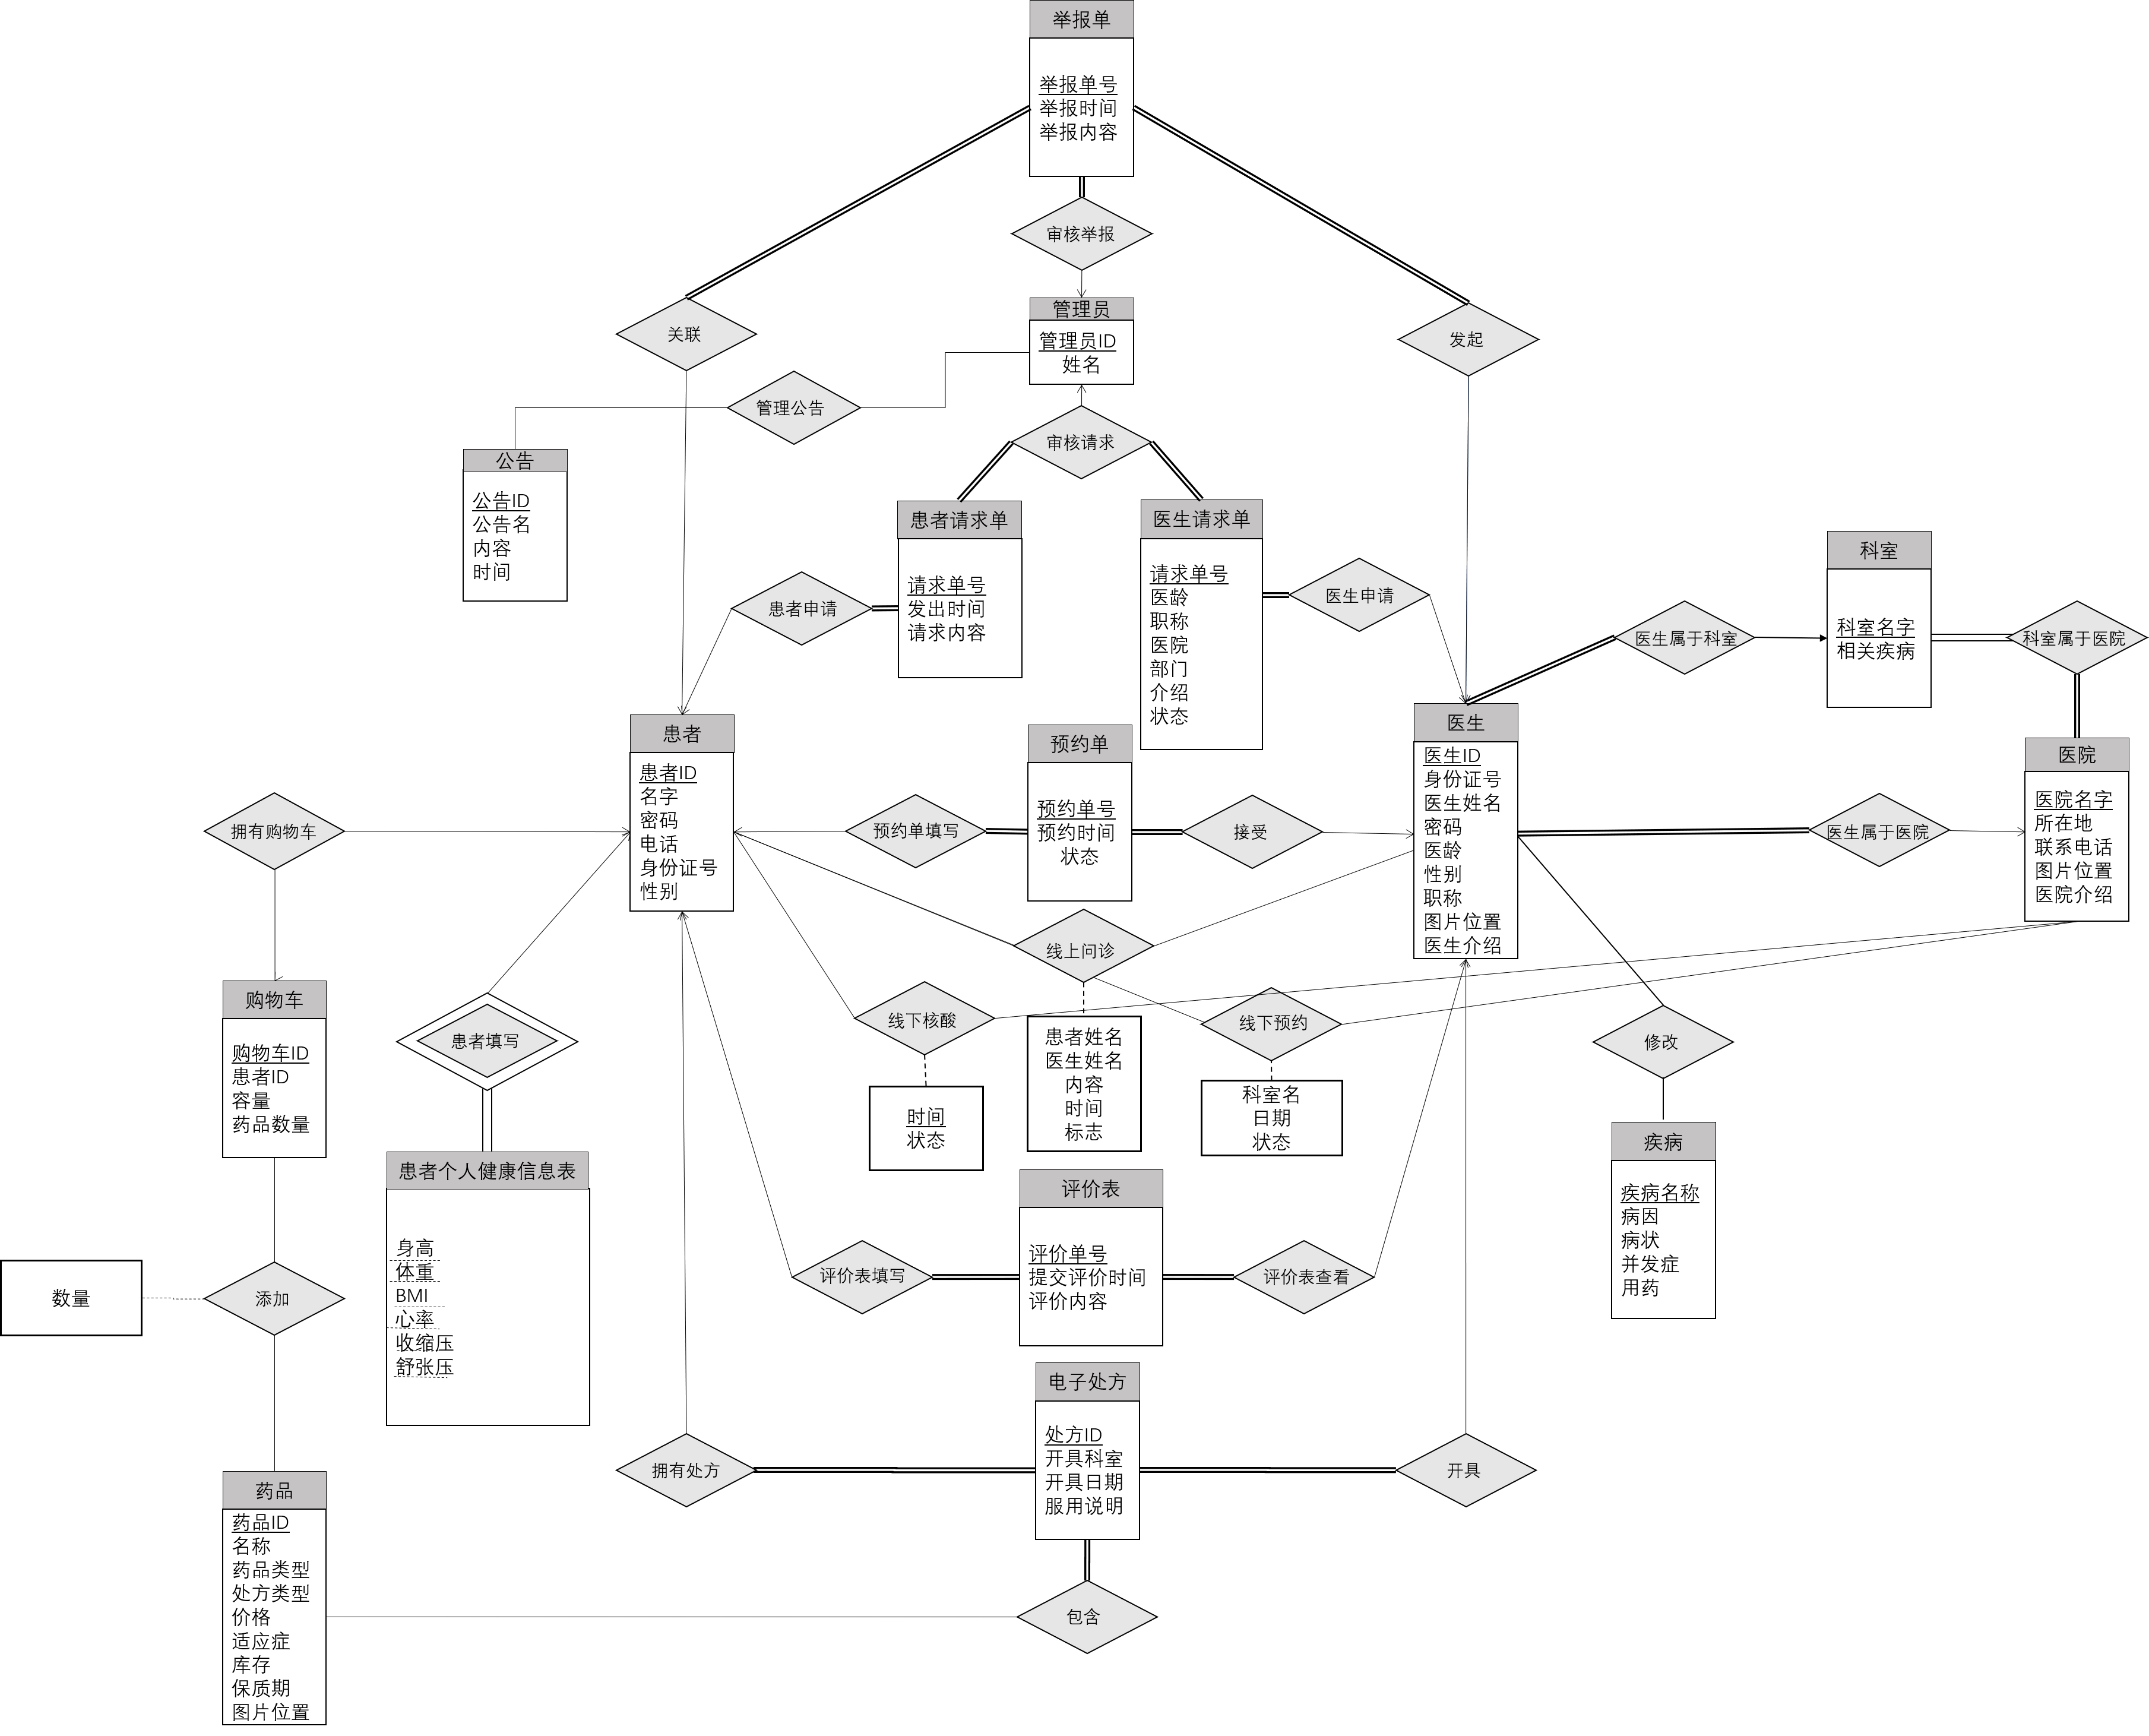 举报单
举报单号
举报时间
举报内容
审核举报
管理员
管理员ID
姓名
关联
发起
管理公告
审核请求
公告
公告ID
公告名
内容
时间
患者请求单
请求单号
发出时间
请求内容
医生请求单
请求单号
医龄
职称
医院
部门
介绍
状态
患者申请
医生申请
科室
科室名字
相关疾病
医生属于科室
科室属于医院
患者
患者ID
名字
密码
电话
身份证号
性别
预约单
预约单号
预约时间
状态
医生
医生ID
身份证号
医生姓名
密码
医龄
性别
职称
图片位置
医生介绍
医院
医院名字
所在地
联系电话
图片位置
医院介绍
拥有购物车
预约单填写
接受
医生属于医院
线上问诊
线下核酸
线下预约
修改
购物车
购物车ID
患者ID
容量
药品数量
患者填写
患者姓名
医生姓名
内容
时间
标志
时间
状态
科室名
日期
状态
疾病
疾病名称
病因
病状
并发症
用药
患者个人健康信息表
身高
体重
BMI
心率
收缩压
舒张压
评价表
评价单号
提交评价时间
评价内容
评价表填写
评价表查看
数量
添加
电子处方
处方ID
开具科室
开具日期
服用说明
拥有处方
开具
药品
药品ID
名称
药品类型
处方类型
价格
适应症
库存
保质期
图片位置
包含